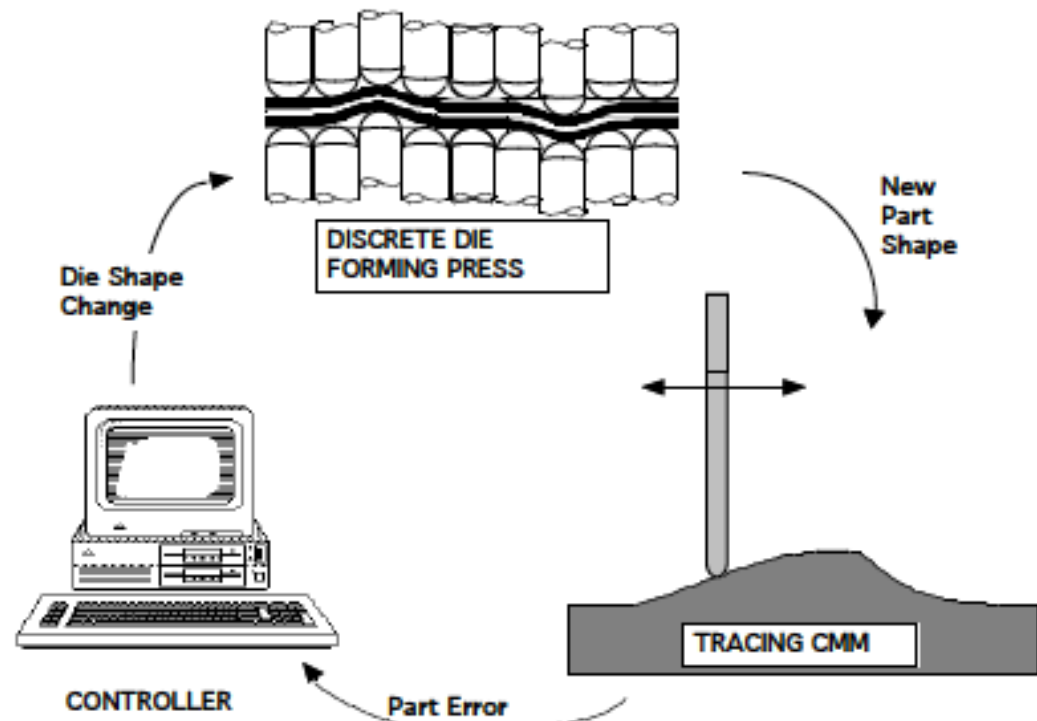 DISCRETE DIE
FORMING PRESS
New
Part
Shape
Die Shape
Change
TRACING CMM
CONTROLLER
Part Error